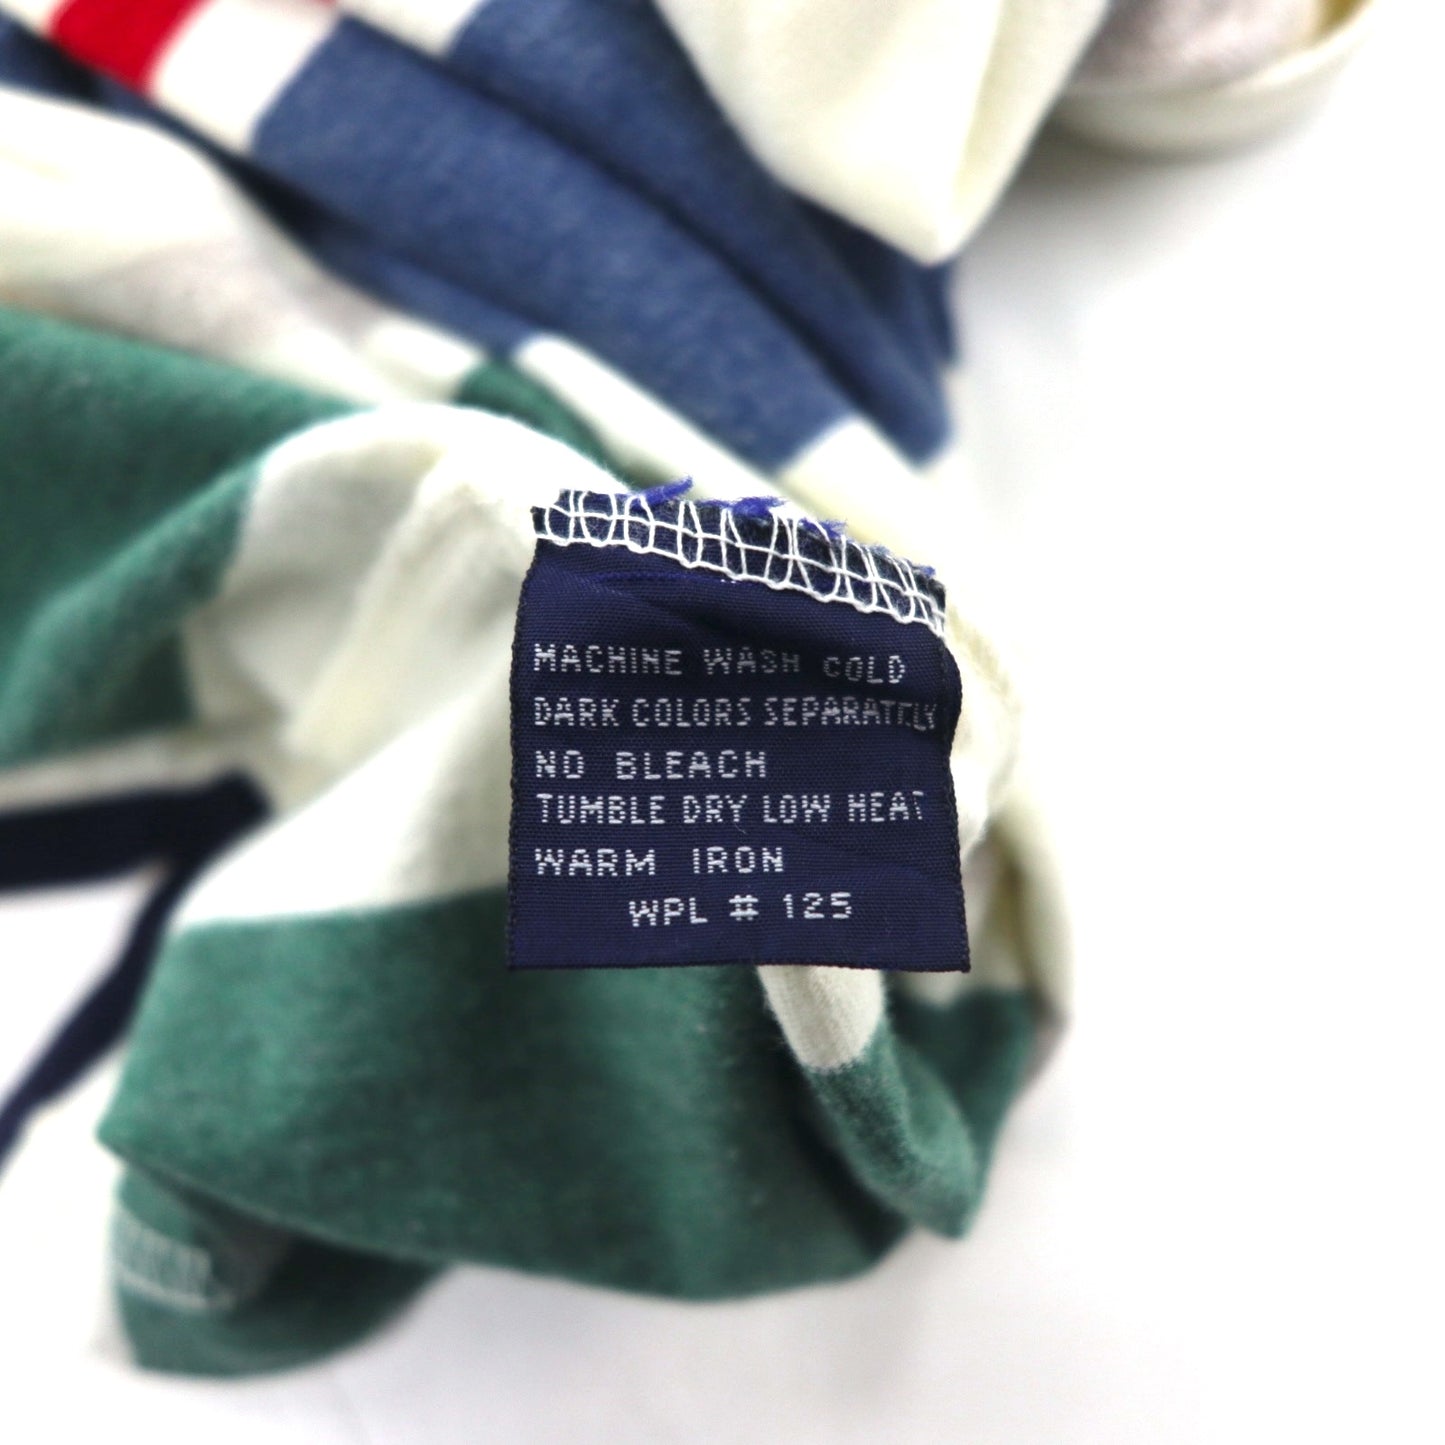 MACHINE WASH COLD
DARK COLORS SEPARATELY
NO BLEACH
TUMBLE DRY LOW HEAT
WARM IRON
WPL # 125